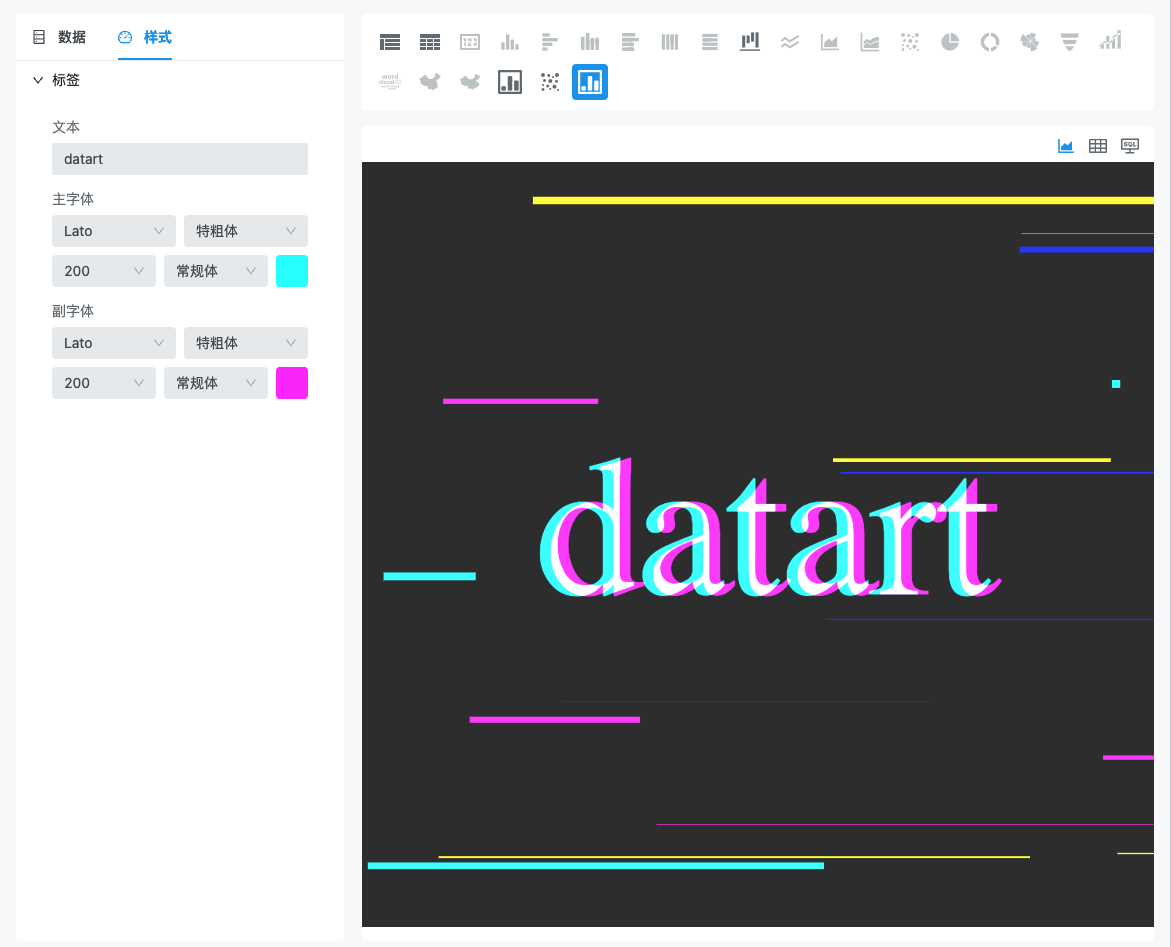 数据 样式
标签
文本
datart
主字体
Lato 特粗体
200 常规体
副字体
Lato 特粗体
200 常规体
word
cloud
SQL
datart